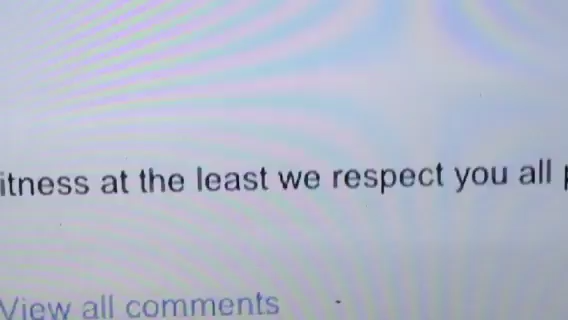 itness at the least we respect you all
View all comments